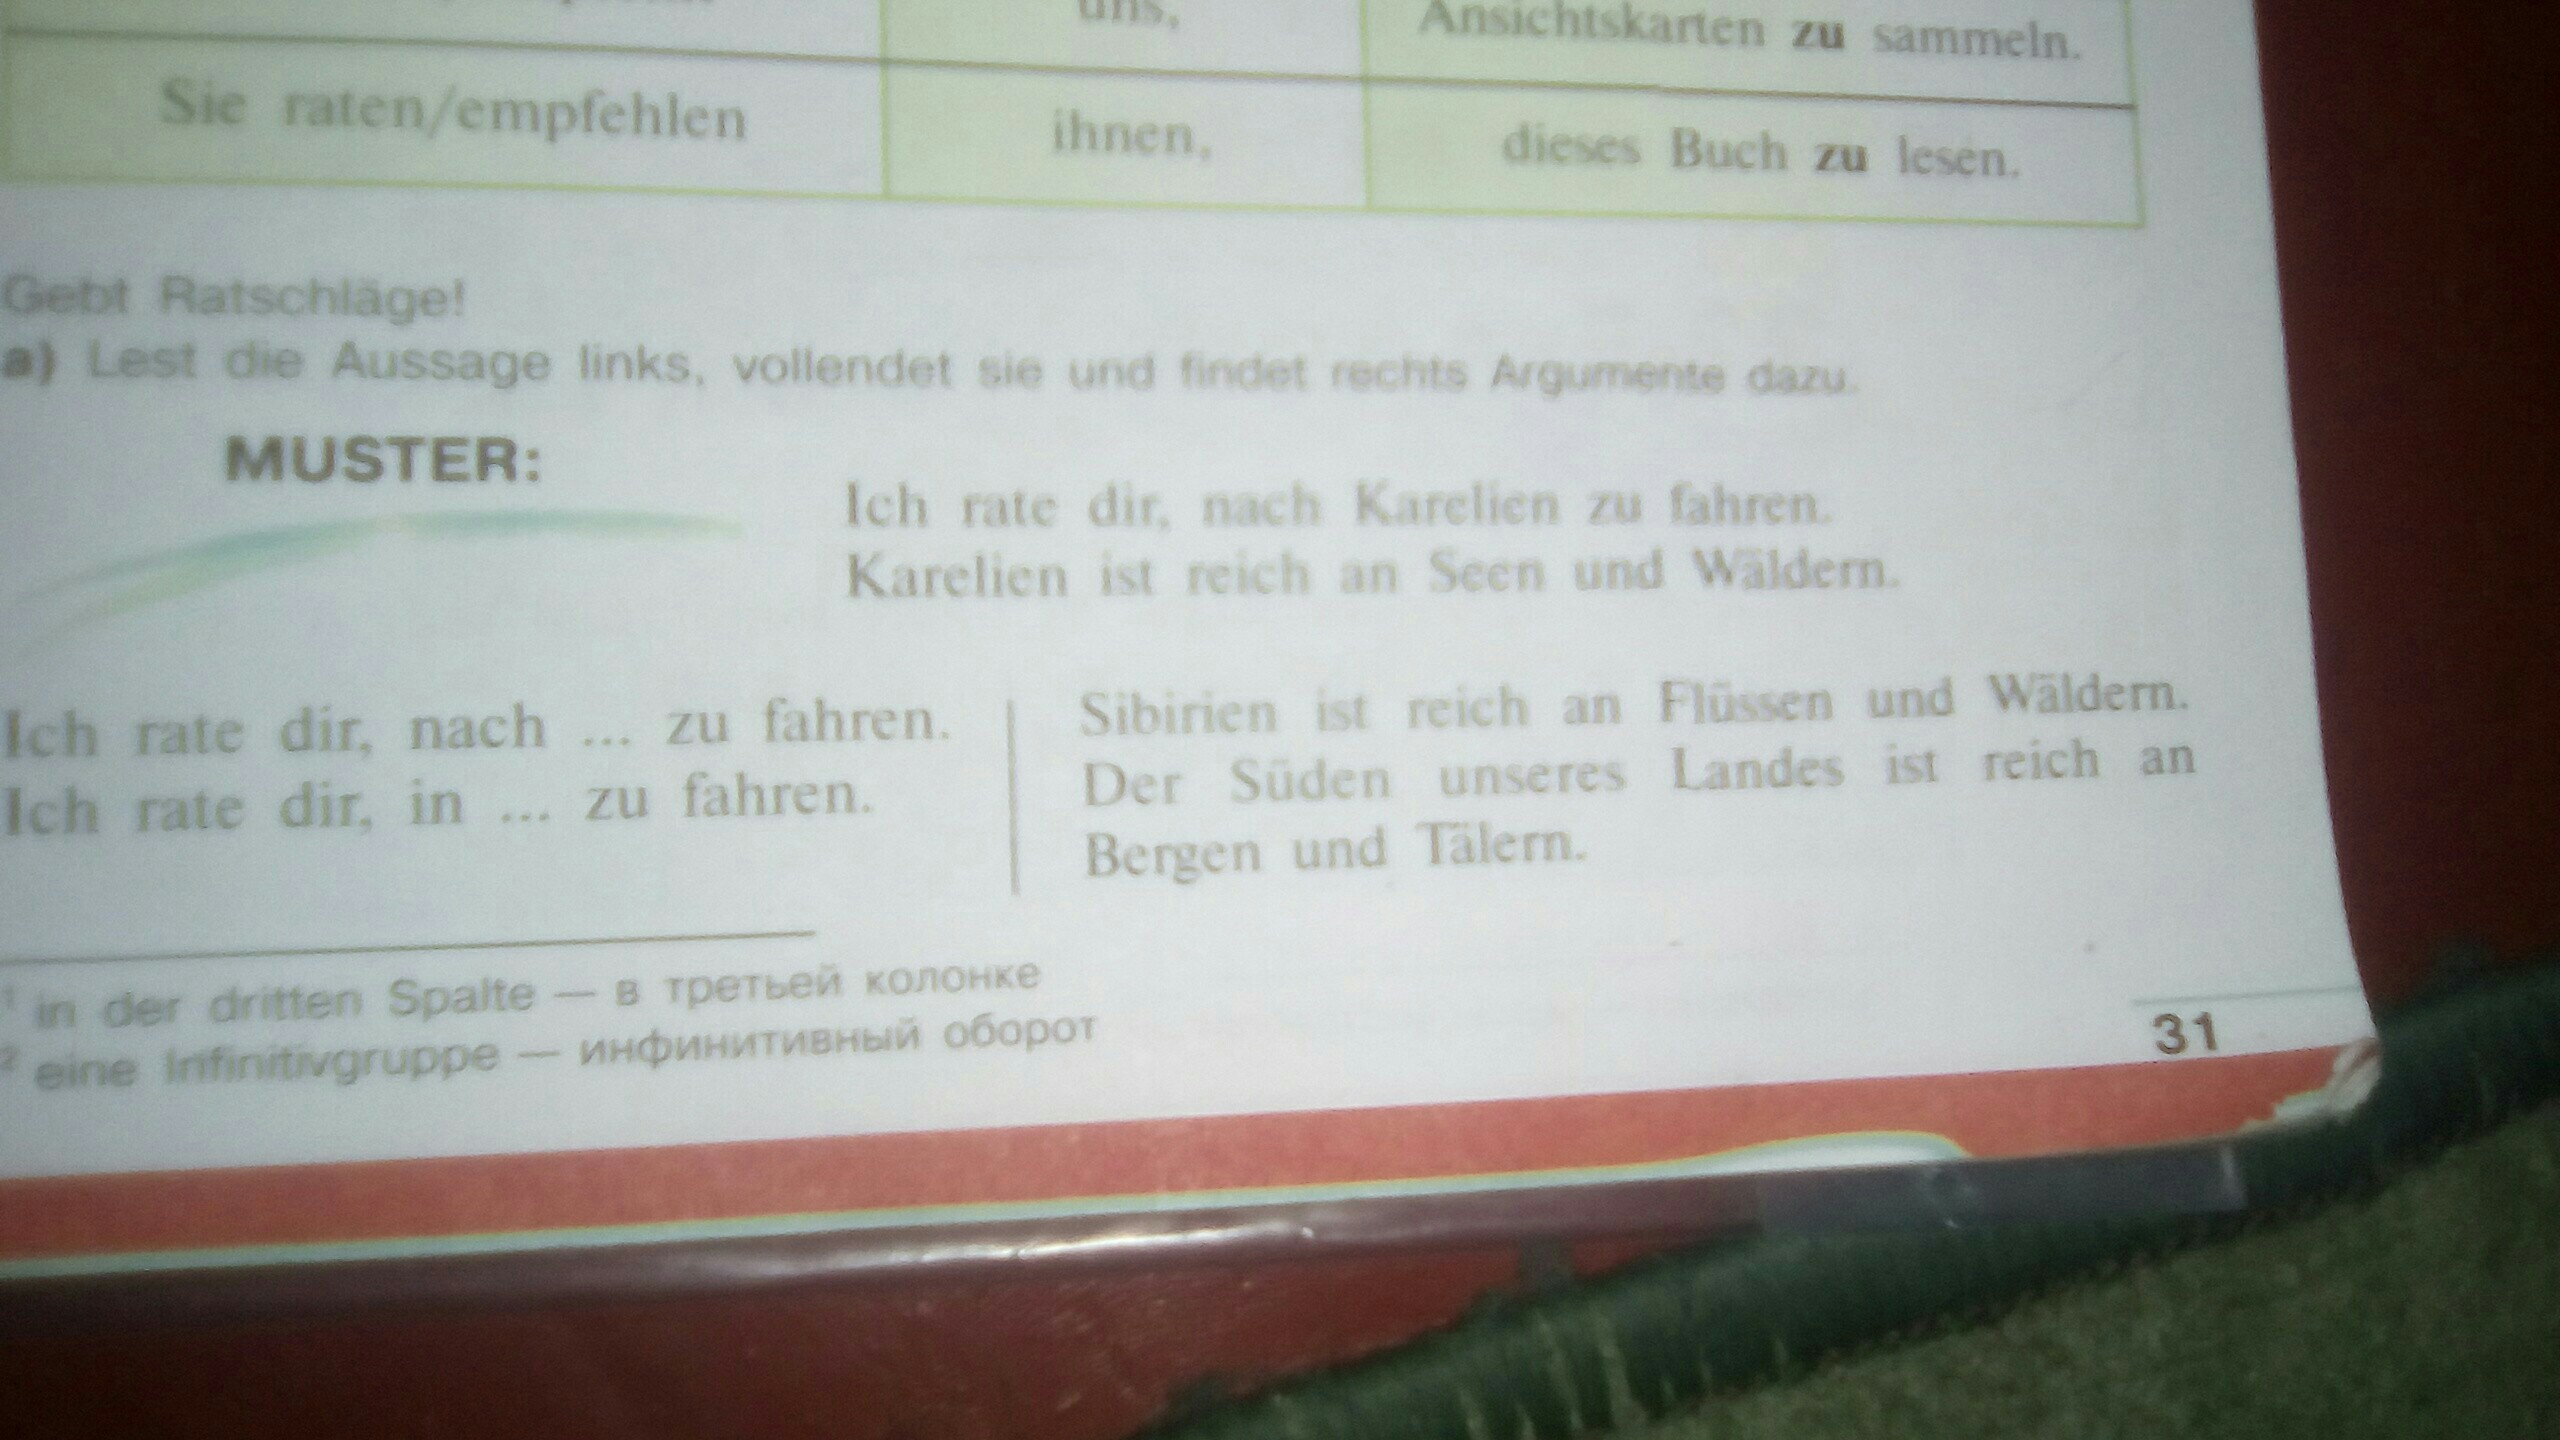 uns,
Ansichtskarten zu sammeln.
Sie raten/empfehlen
ihnen,
dieses Buch zu lesen.
Gebt Ratschläge!
a) Lest die Aussage links, vollendet sie und findet rechts Argumente dazu.
MUSTER:
Ich rate dir, nach Karelien zu fahren.
Karelien ist reich an Seen und Wäldern.
Ich rate dir, nach ... zu fahren.
Ich rate dir, in ... zu fahren.
Sibirien ist reich an Flüssen und Wäldern.
Der Süden unseres Landes ist reich an
Bergen und Tälern.
1 in der dritten Spalte — в третьей колонке
2 eine Infinitivgruppe — инфинитивный оборот
31